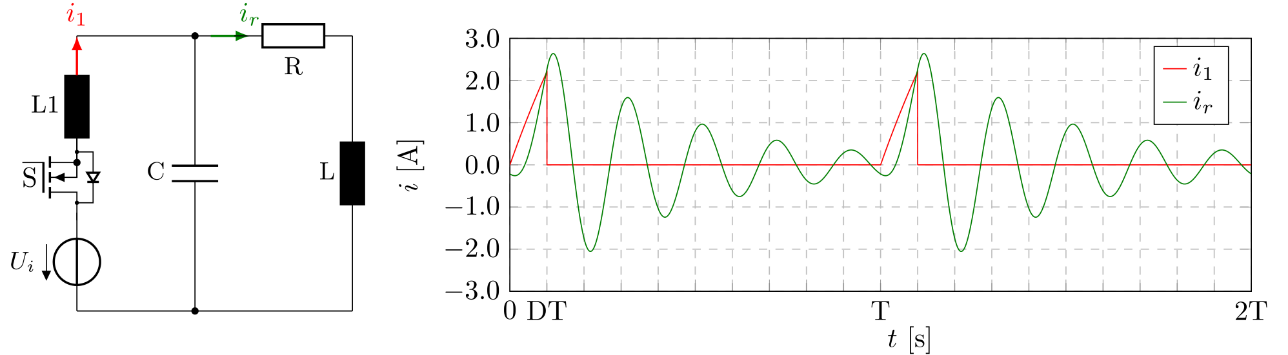 i₁
iᵣ
R
L1
S̅
C
L
Uᵢ
3.0
2.0
1.0
0.0
−1.0
−2.0
−3.0
i [A]
i₁
iᵣ
0 DT T 2T
t [s]